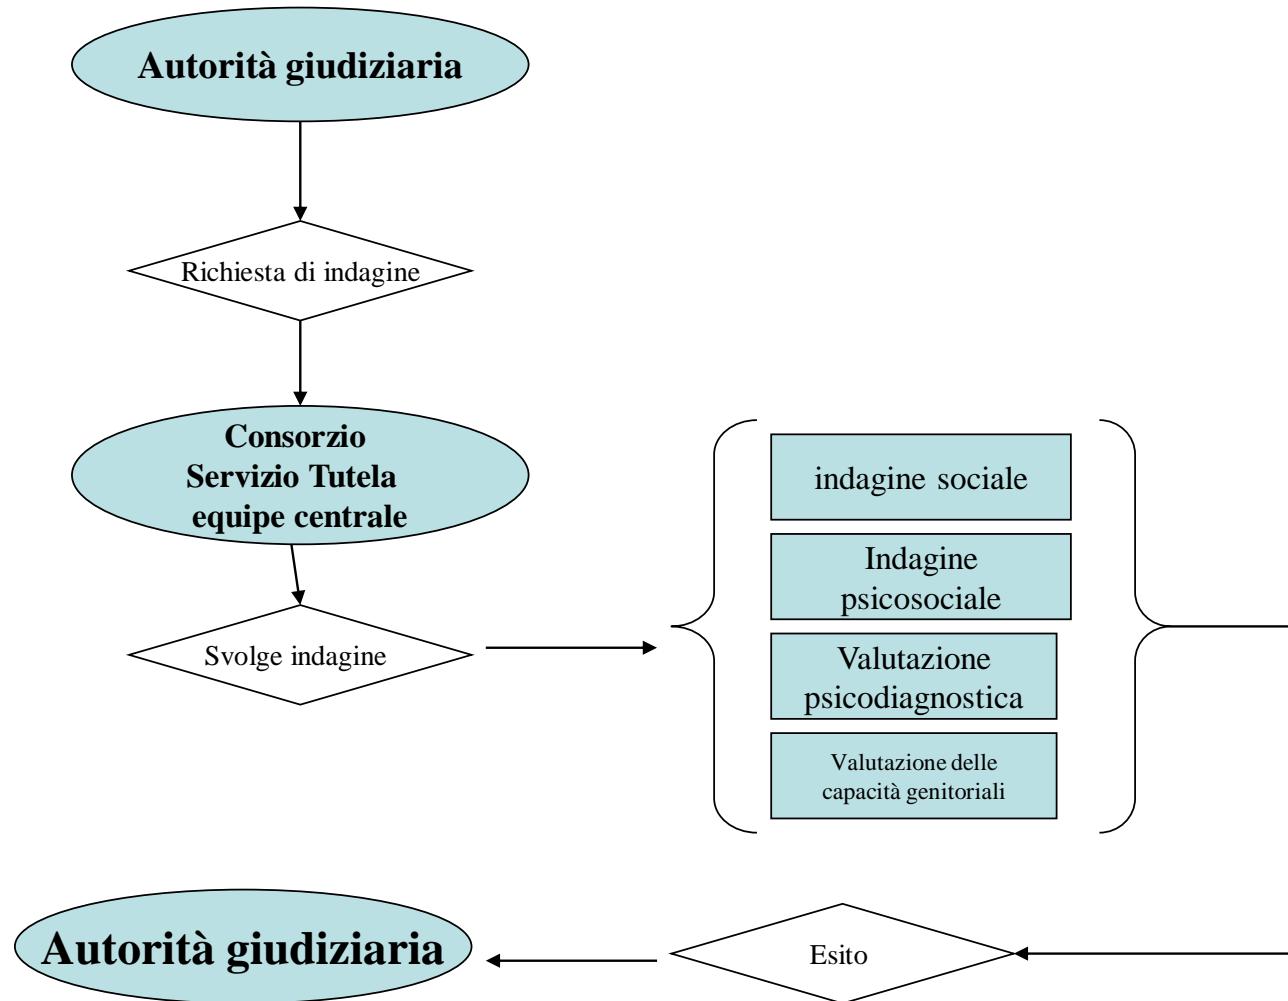 Autorità giudiziaria
Richiesta di indagine
Consorzio
Servizio Tutela
equipe centrale
Svolge indagine
indagine sociale
Indagine
psicosociale
Valutazione
psicodiagnostica
Valutazione delle
capacità genitoriali
Autorità giudiziaria
Esito